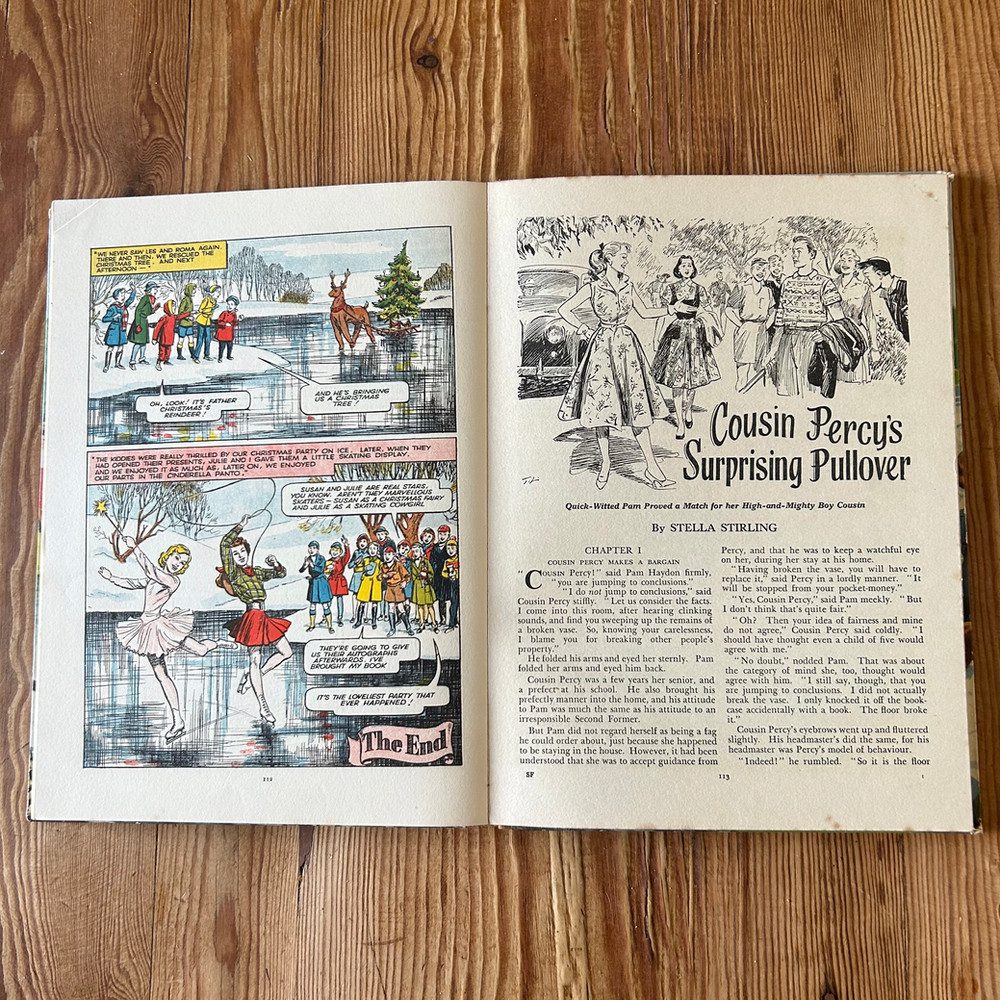 "WE NEVER SAW LES AND ROMA AGAIN.
THERE AND THEN, WE RESCUED THE
CHRISTMAS TREE. AND NEXT
AFTERNOON —"
OH, LOOK! IT'S FATHER
CHRISTMAS'S
REINDEER!
AND HE'S BRINGING
US A CHRISTMAS
TREE!
"THE KIDDIES WERE REALLY THRILLED BY OUR CHRISTMAS PARTY ON ICE. LATER, WHEN THEY
HAD OPENED THEIR PRESENTS, JULIE AND I GAVE THEM A LITTLE SKATING DISPLAY,
AND WE ENJOYED IT AS MUCH AS, LATER ON, WE ENJOYED
OUR PARTS IN THE CINDERELLA PANTO."
SUSAN AND JULIE ARE REAL STARS,
YOU KNOW. AREN'T THEY MARVELLOUS
SKATERS — SUSAN AS A CHRISTMAS FAIRY
AND JULIE AS A SKATING COWGIRL
THEY'RE GOING TO GIVE
US THEIR AUTOGRAPHS
AFTERWARDS. I'VE
BROUGHT MY BOOK
IT'S THE LOVELIEST PARTY THAT
EVER HAPPENED!
The End
112
Cousin Percy's
Surprising Pullover
Quick-Witted Pam Proved a Match for her High-and-Mighty Boy Cousin
By STELLA STIRLING
CHAPTER I
COUSIN PERCY MAKES A BARGAIN
"COUSIN PERCY!" said Pam Haydon firmly,
"you are jumping to conclusions."
"I do not jump to conclusions," said
Cousin Percy stiffly. "Let us consider the facts.
I come into this room, after hearing clinking
sounds, and find you sweeping up the remains of
a broken vase. So, knowing your carelessness,
I blame you for breaking other people's
property."
He folded his arms and eyed her sternly. Pam
folded her arms and eyed him back.
Cousin Percy was a few years her senior, and
a prefect at his school. He also brought his
prefectly manner into the home, and his attitude
to Pam was much the same as his attitude to an
irresponsible Second Former.
But Pam did not regard herself as being a fag
he could order about, just because she happened
to be staying in the house. However, it had been
understood that she was to accept guidance from
Percy, and that he was to keep a watchful eye
on her, during her stay at his home.
"Having broken the vase, you will have to
replace it," said Percy in a lordly manner. "It
will be stopped from your pocket-money."
"Yes, Cousin Percy," said Pam meekly. "But
I don't think that's quite fair."
"Oh? Then your idea of fairness and mine
do not agree," Cousin Percy said coldly. "I
should have thought even a child of five would
agree with me."
"No doubt," nodded Pam. That was about
the category of mind she, too, thought would
agree with him. "I still say, though, that you
are jumping to conclusions. I did not actually
break the vase. I only knocked it off the book-
case accidentally with a book. The floor broke
it."
Cousin Percy's eyebrows went up and fluttered
slightly. His headmaster's did the same, for his
headmaster was Percy's model of behaviour.
"Indeed!" he rumbled. "So it is the floor
SF
113